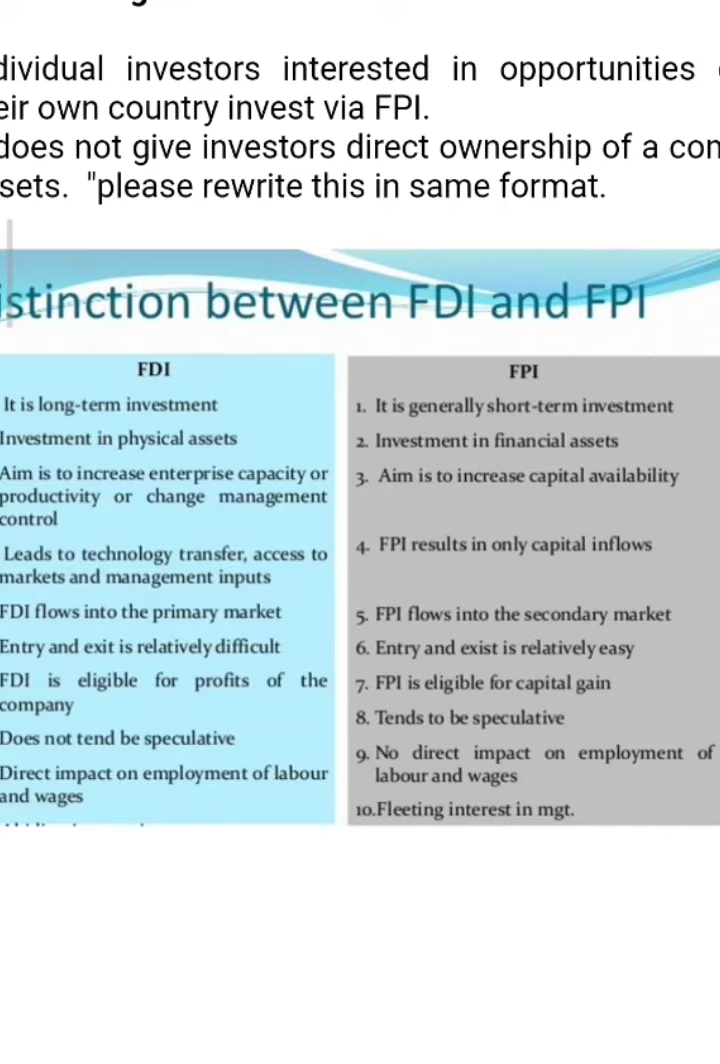 dividual investors interested in opportunities
eir own country invest via FPI.
does not give investors direct ownership of a con
sets. "please rewrite this in same format.
istinction between FDI and FPI
FDI
It is long-term investment
Investment in physical assets
Aim is to increase enterprise capacity or
productivity or change management
control
Leads to technology transfer, access to
markets and management inputs
FDI flows into the primary market
Entry and exit is relatively difficult
FDI is eligible for profits of the
company
Does not tend be speculative
Direct impact on employment of labour
and wages
FPI
1. It is generally short-term investment
2. Investment in financial assets
3. Aim is to increase capital availability
4. FPI results in only capital inflows
5. FPI flows into the secondary market
6. Entry and exist is relatively easy
7. FPI is eligible for capital gain
8. Tends to be speculative
9. No direct impact on employment of
labour and wages
10.Fleeting interest in mgt.